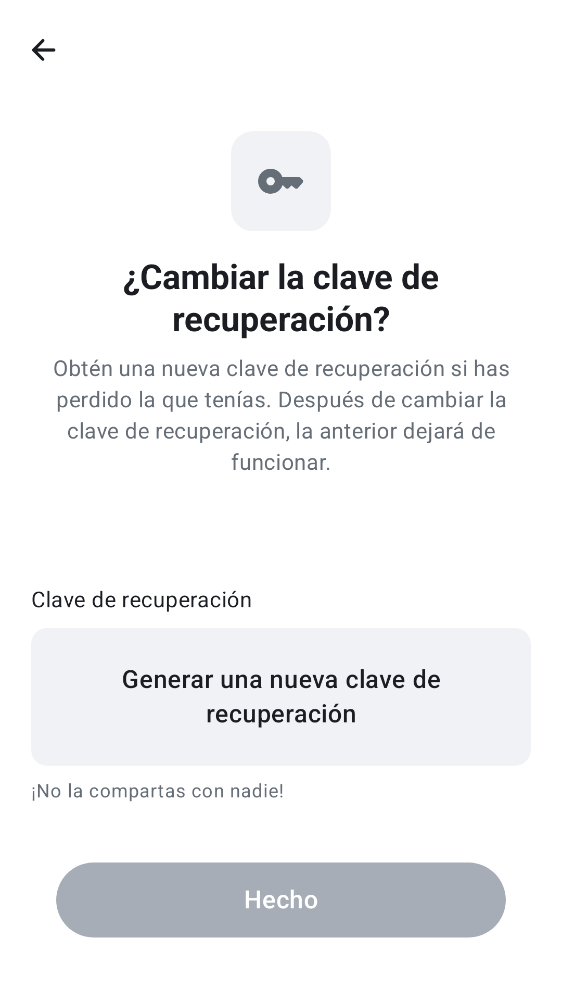 ¿Cambiar la clave de
recuperación?
Obtén una nueva clave de recuperación si has
perdido la que tenías. Después de cambiar la
clave de recuperación, la anterior dejará de
funcionar.
Clave de recuperación
Generar una nueva clave de
recuperación
¡No la compartas con nadie!
Hecho